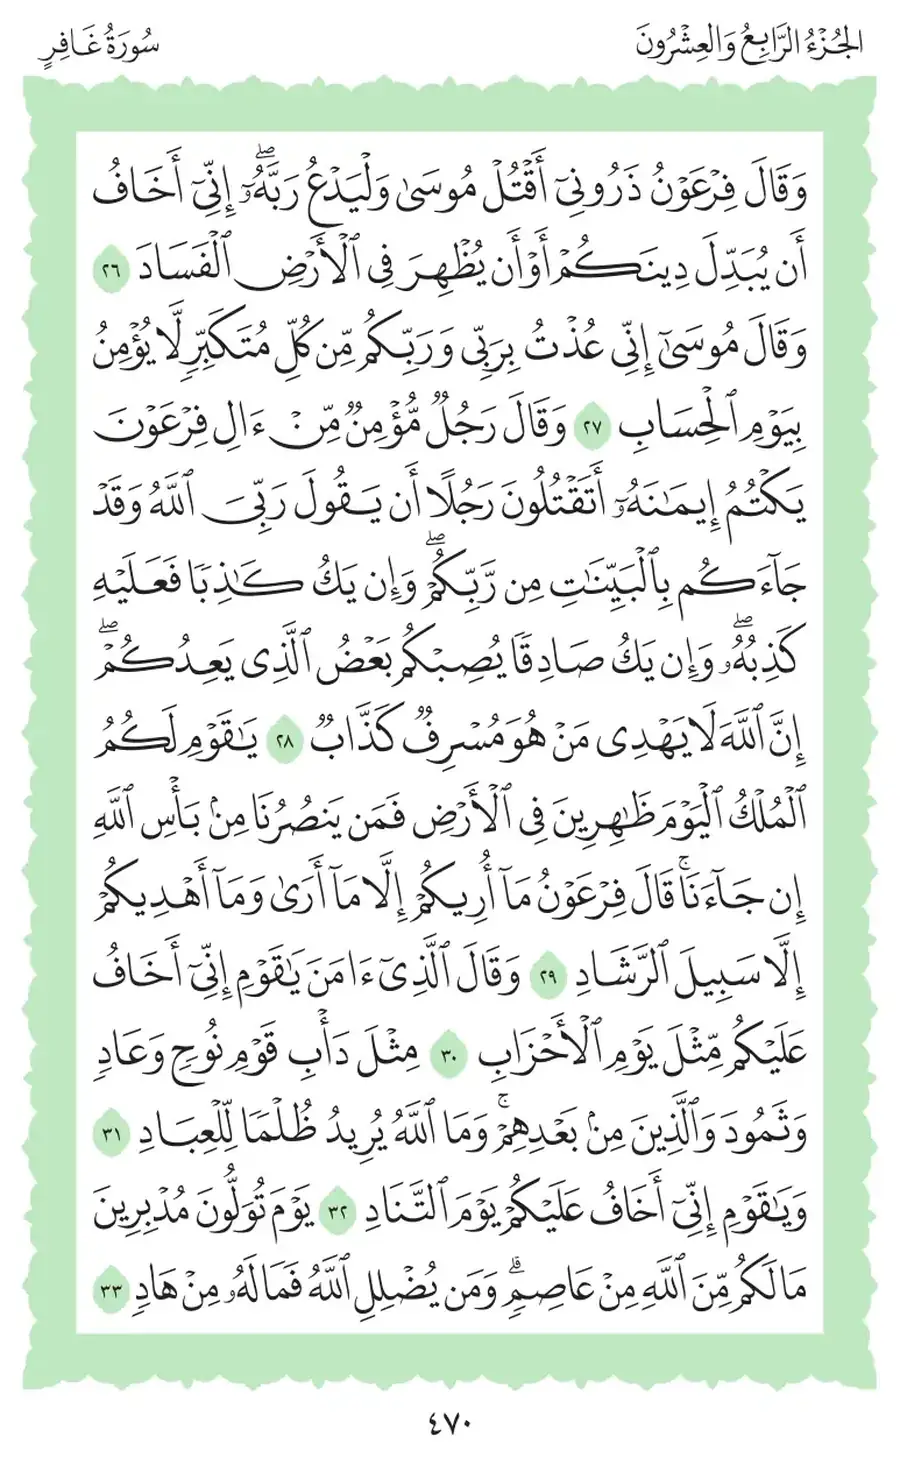 الجُزْءُ الرَّابِعُ وَالعِشْرُونَ
سُورَةُ غَافِرٍ
وَقَالَ فِرۡعَوۡنُ ذَرُونِيٓ أَقۡتُلۡ مُوسَىٰ وَلۡيَدۡعُ رَبَّهُۥٓۖ إِنِّيٓ أَخَافُ
أَن يُبَدِّلَ دِينَكُمۡ أَوۡ أَن يُظۡهِرَ فِي ٱلۡأَرۡضِ ٱلۡفَسَادَ ٢٦
وَقَالَ مُوسَىٰٓ إِنِّي عُذۡتُ بِرَبِّي وَرَبِّكُم مِّن كُلِّ مُتَكَبِّرٖ لَّا يُؤۡمِنُ
بِيَوۡمِ ٱلۡحِسَابِ ٢٧ وَقَالَ رَجُلٞ مُّؤۡمِنٞ مِّنۡ ءَالِ فِرۡعَوۡنَ
يَكۡتُمُ إِيمَٰنَهُۥٓ أَتَقۡتُلُونَ رَجُلًا أَن يَقُولَ رَبِّيَ ٱللَّهُ وَقَدۡ
جَآءَكُم بِٱلۡبَيِّنَٰتِ مِن رَّبِّكُمۡۖ وَإِن يَكُ كَٰذِبٗا فَعَلَيۡهِ
كَذِبُهُۥۖ وَإِن يَكُ صَادِقٗا يُصِبۡكُم بَعۡضُ ٱلَّذِي يَعِدُكُمۡۖ
إِنَّ ٱللَّهَ لَا يَهۡدِي مَنۡ هُوَ مُسۡرِفٞ كَذَّابٞ ٢٨ يَٰقَوۡمِ لَكُمُ
ٱلۡمُلۡكُ ٱلۡيَوۡمَ ظَٰهِرِينَ فِي ٱلۡأَرۡضِ فَمَن يَنصُرُنَا مِنۢ بَأۡسِ ٱللَّهِ
إِن جَآءَنَاۚ قَالَ فِرۡعَوۡنُ مَآ أُرِيكُمۡ إِلَّا مَآ أَرَىٰ وَمَآ أَهۡدِيكُمۡ
إِلَّا سَبِيلَ ٱلرَّشَادِ ٢٩ وَقَالَ ٱلَّذِيٓ ءَامَنَ يَٰقَوۡمِ إِنِّيٓ أَخَافُ
عَلَيۡكُم مِّثۡلَ يَوۡمِ ٱلۡأَحۡزَابِ ٣٠ مِثۡلَ دَأۡبِ قَوۡمِ نُوحٖ وَعَادٖ
وَثَمُودَ وَٱلَّذِينَ مِنۢ بَعۡدِهِمۡۚ وَمَا ٱللَّهُ يُرِيدُ ظُلۡمٗا لِّلۡعِبَادِ ٣١
وَيَٰقَوۡمِ إِنِّيٓ أَخَافُ عَلَيۡكُمۡ يَوۡمَ ٱلتَّنَادِ ٣٢ يَوۡمَ تُوَلُّونَ مُدۡبِرِينَ
مَا لَكُم مِّنَ ٱللَّهِ مِنۡ عَاصِمٖۗ وَمَن يُضۡلِلِ ٱللَّهُ فَمَا لَهُۥ مِنۡ هَادٖ ٣٣
٤٧٠